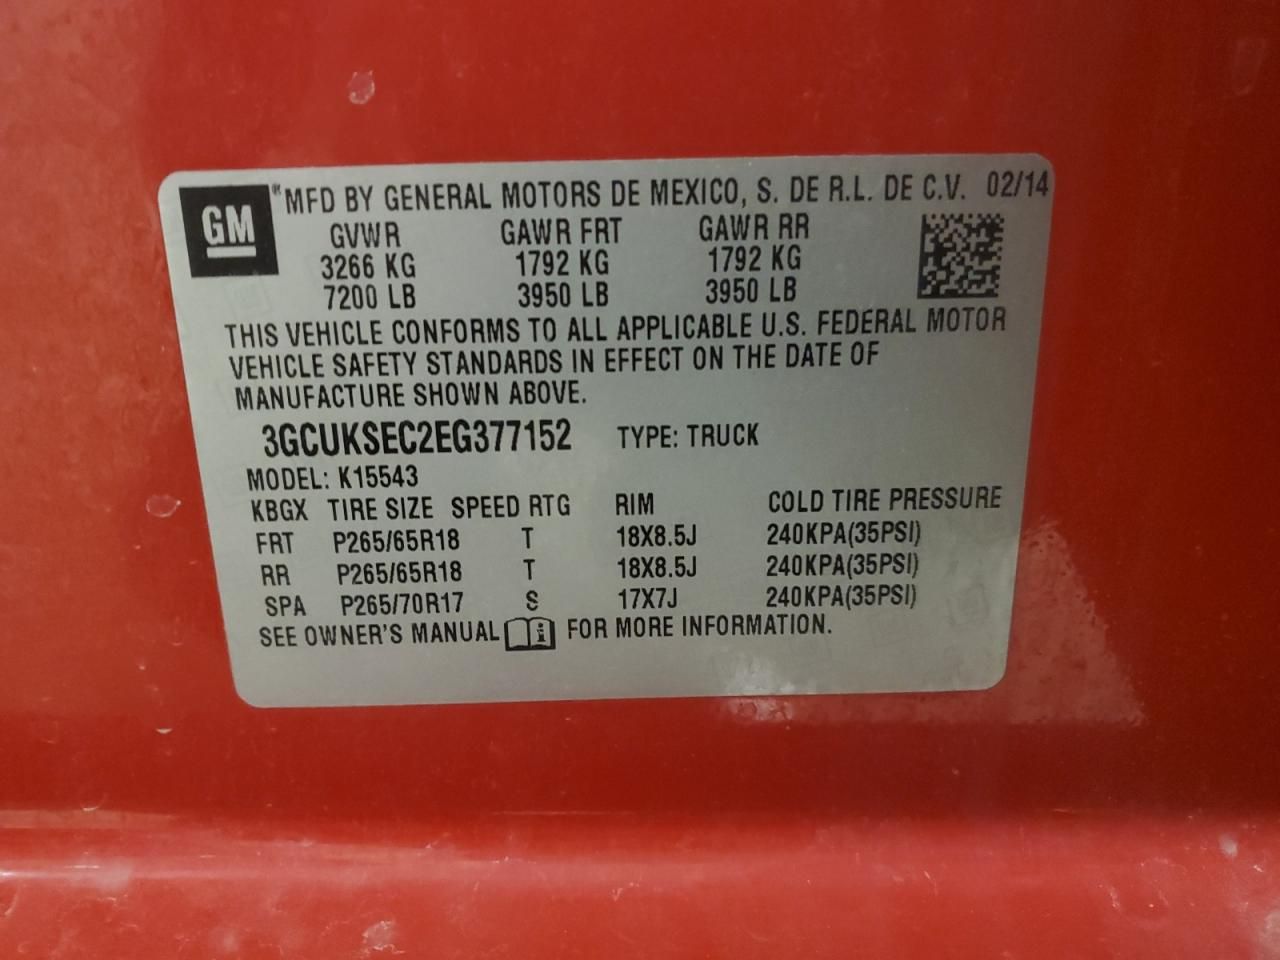 GM ® MFD BY GENERAL MOTORS DE MEXICO, S. DE R.L. DE C.V. 02/14
GVWR GAWR FRT GAWR RR
3266 KG 1792 KG 1792 KG
7200 LB 3950 LB 3950 LB
THIS VEHICLE CONFORMS TO ALL APPLICABLE U.S. FEDERAL MOTOR
VEHICLE SAFETY STANDARDS IN EFFECT ON THE DATE OF
MANUFACTURE SHOWN ABOVE.
3GCUKSEC2EG377152 TYPE: TRUCK
MODEL: K15543
KBGX TIRE SIZE SPEED RTG RIM COLD TIRE PRESSURE
FRT P265/65R18 T 18X8.5J 240KPA(35PSI)
RR P265/65R18 T 18X8.5J 240KPA(35PSI)
SPA P265/70R17 S 17X7J 240KPA(35PSI)
SEE OWNER'S MANUAL i FOR MORE INFORMATION.